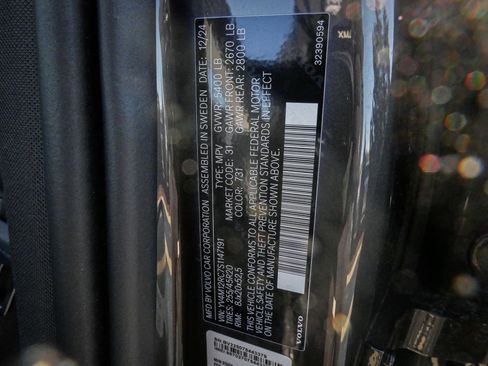 MFD. BY VOLVO CAR CORPORATION ASSEMBLED IN SWEDEN DATE: 12/24
VIN: YV4M12RC7S1147191 TYPE: MPV GVWR: 5400 LB
TIRES: 255/45R20 MARKET CODE: 31 GAWR FRONT: 2670 LB
RIM: 8Jx20x52,5 COLOR: 731 GAWR REAR: 2800 LB
THIS VEHICLE CONFORMS TO ALL APPLICABLE FEDERAL MOTOR
VEHICLE SAFETY AND THEFT PREVENTION STANDARDS IN EFFECT
ON THE DATE OF MANUFACTURE SHOWN ABOVE.
VOLVO
32390594